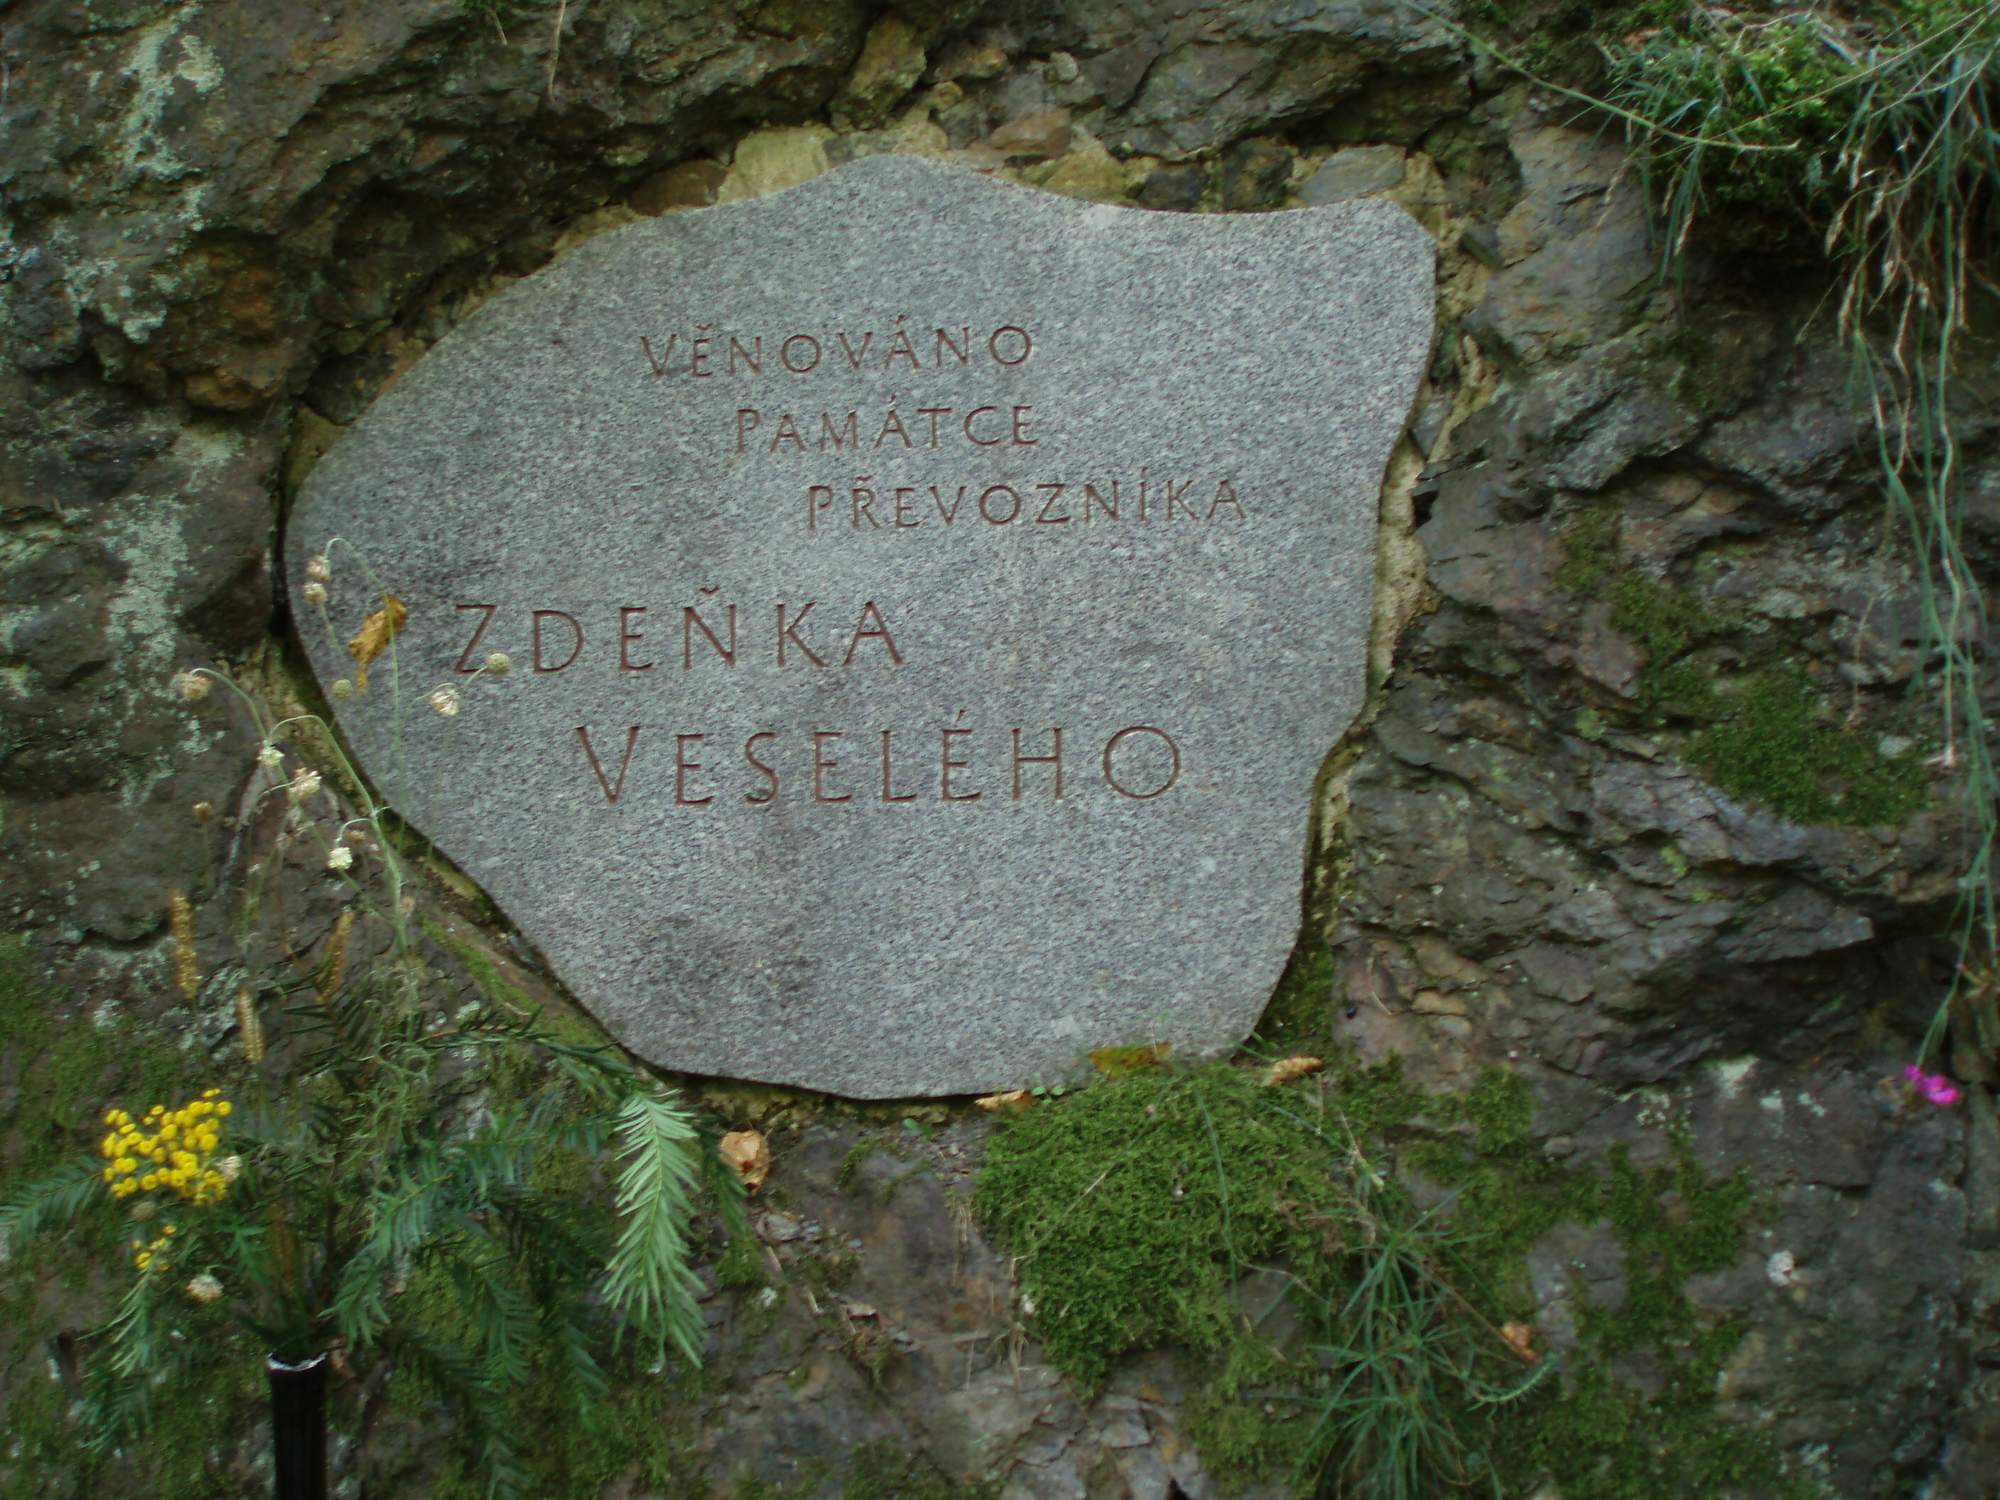 VĚNOVÁNO
PAMÁTCE
PŘEVOZNÍKA
ZDEŇKA
VESELÉHO